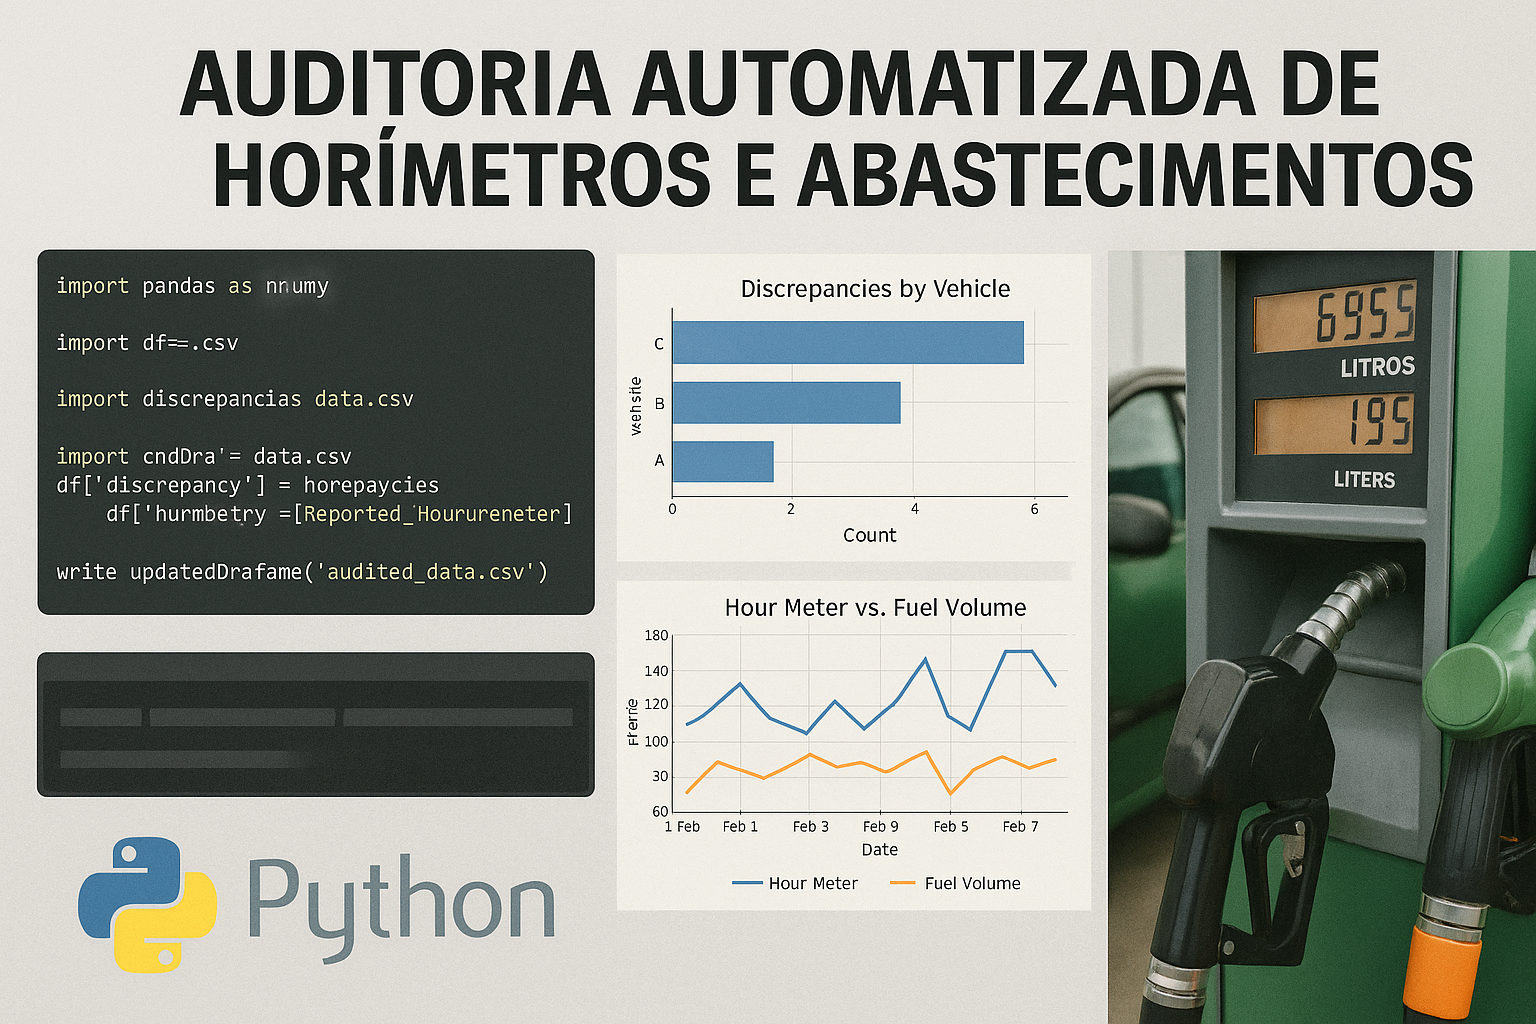 AUDITORIA AUTOMATIZADA DE
HORÍMETROS E ABASTECIMENTOS
import pandas as nnumy
import df==.csv
import discrepancias data.csv
import cndDra'= data.csv
df['discrepancy'] = horepaycies
df['hurmbetry =[Reported_Hourureneter]
write updatedDrafame('audited_data.csv')
Python
Discrepancies by Vehicle
C
B
A
0 2 4 6
Count
Hour Meter vs. Fuel Volume
180
140
120
100
30
60
1 Feb Feb 1 Feb 3 Feb 9 Feb 5 Feb 7
Date
Hour Meter Fuel Volume
6955
LITROS
195
LITERS